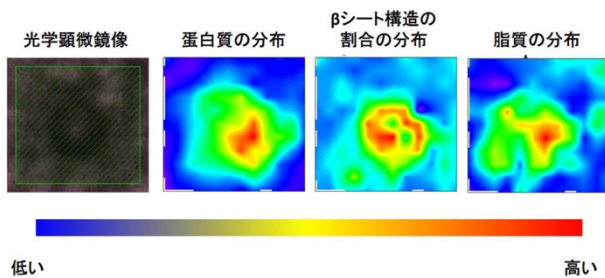 光学顕微鏡像
蛋白質の分布
βシート構造の
割合の分布
脂質の分布
低い
高い